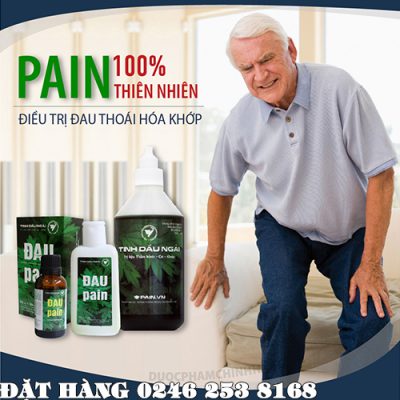 PAIN 100%
THIÊN NHIÊN
ĐIỀU TRỊ ĐAU THOÁI HÓA KHỚP
TINH DẦU NGẢI
PAIN.VN
ĐAU
pain
ĐAU
pain
ĐAU
pain
DUOCPHAMCHINH
ĐẶT HÀNG 0246 253 8168